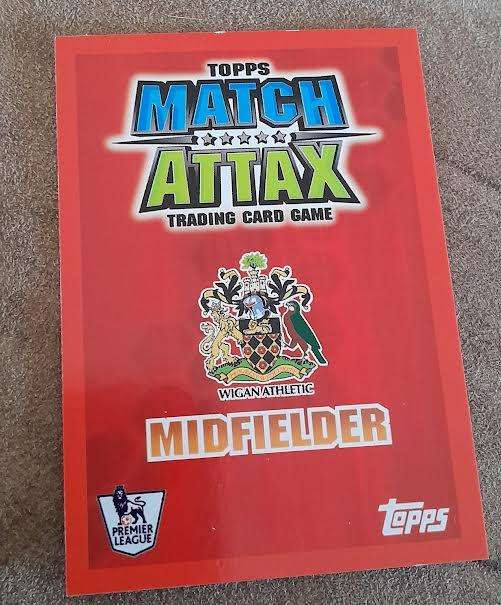 TOPPS
MATCH
ATTAX
TRADING CARD GAME
WIGAN ATHLETIC
MIDFIELDER
PREMIER
LEAGUE
topps